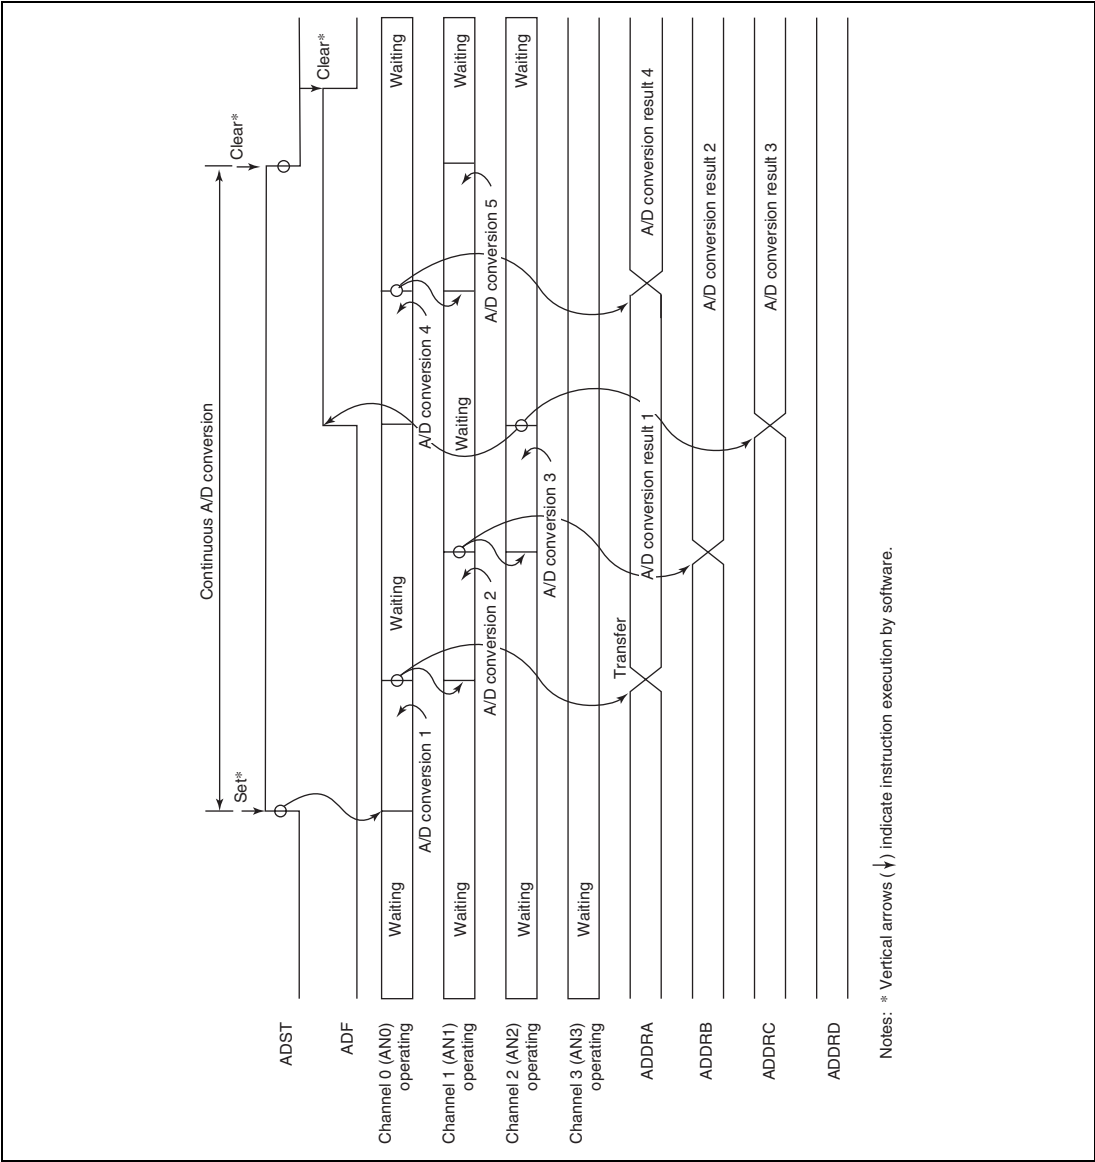 Continuous A/D conversion
Set*
Clear*
Clear*
ADST
ADF
Channel 0 (AN0)
operating
Waiting
A/D conversion 1
Waiting
A/D conversion 4
Waiting
Channel 1 (AN1)
operating
Waiting
A/D conversion 2
Waiting
A/D conversion 5
Waiting
Channel 2 (AN2)
operating
Waiting
A/D conversion 3
Waiting
Channel 3 (AN3)
operating
Waiting
Transfer
ADDRA
A/D conversion result 1
A/D conversion result 4
ADDRB
A/D conversion result 2
ADDRC
A/D conversion result 3
ADDRD
Notes: * Vertical arrows (↓) indicate instruction execution by software.